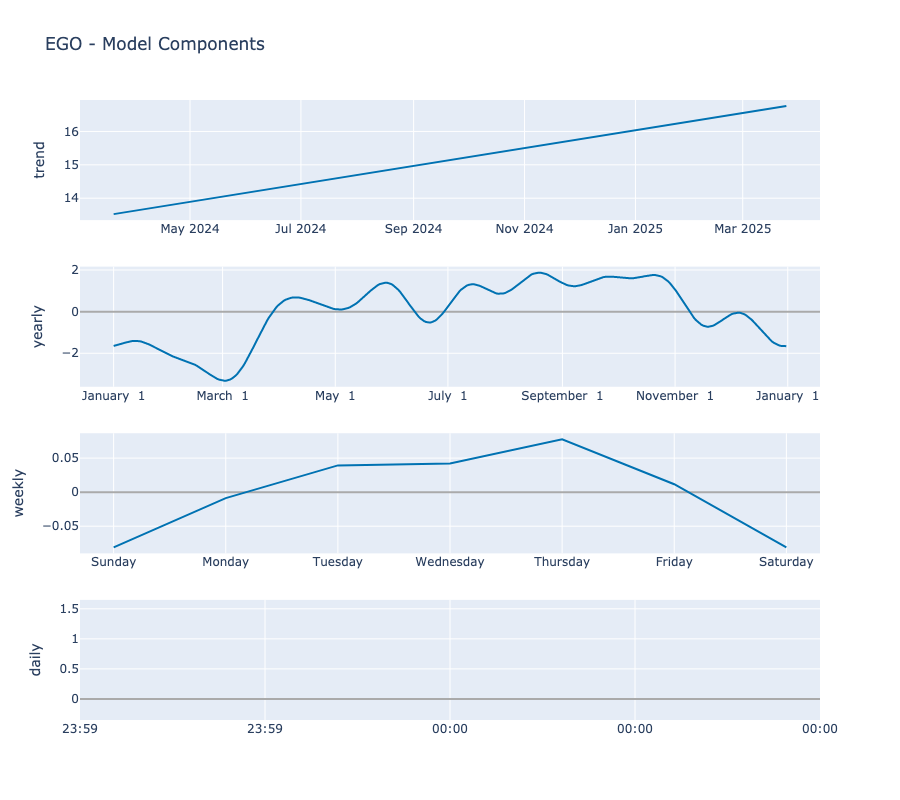 EGO - Model Components
trend
16
15
14
May 2024 Jul 2024 Sep 2024 Nov 2024 Jan 2025 Mar 2025
yearly
2
0
−2
January 1 March 1 May 1 July 1 September 1 November 1 January 1
weekly
0.05
0
−0.05
Sunday Monday Tuesday Wednesday Thursday Friday Saturday
daily
1.5
1
0.5
0
23:59 23:59 00:00 00:00 00:00